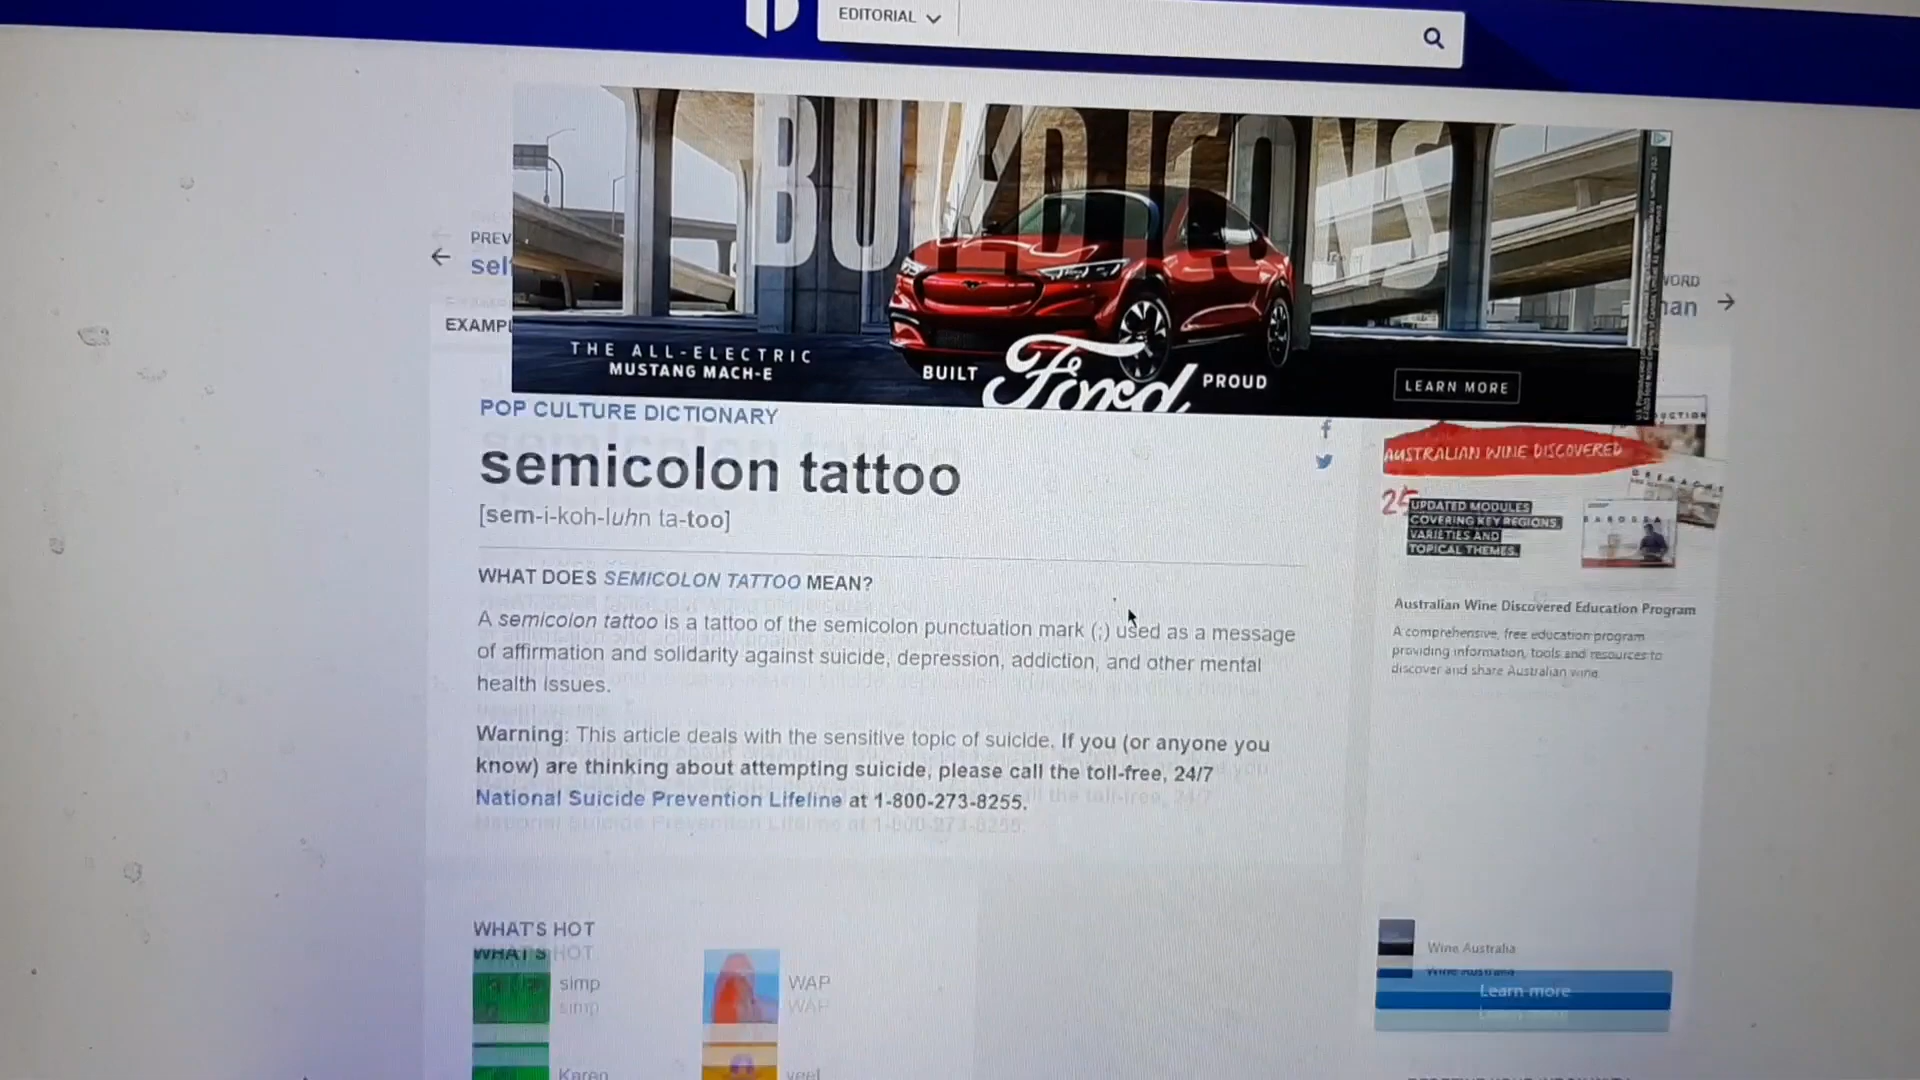 EDITORIAL
BUILD ICONS
PREV
WORD
EXAMPL
THE ALL-ELECTRIC
MUSTANG MACH-E
BUILT Ford PROUD
LEARN MORE
POP CULTURE DICTIONARY
semicolon tattoo
[sem-i-koh-luhn ta-too]
WHAT DOES SEMICOLON TATTOO MEAN?
A semicolon tattoo is a tattoo of the semicolon punctuation mark (;) used as a message
of affirmation and solidarity against suicide, depression, addiction, and other mental
health issues.
Warning: This article deals with the sensitive topic of suicide. If you (or anyone you
know) are thinking about attempting suicide, please call the toll-free, 24/7
National Suicide Prevention Lifeline at 1-800-273-8255.
AUSTRALIAN WINE DISCOVERED
25 UPDATED MODULES
COVERING KEY REGIONS,
VARIETIES AND
TOPICAL THEMES.
BAROSSA
Australian Wine Discovered Education Program
A comprehensive, free education program
providing information, tools and resources to
discover and share Australian wine
Wine Australia
Learn more
WHAT'S HOT
simp
WAP
Karen
yeet